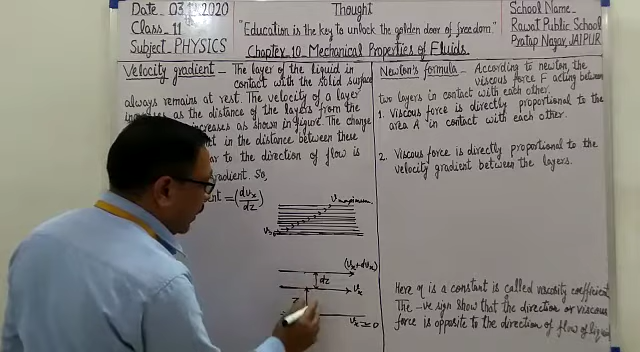 Date - 03.11.2020
Class - 11
Subject - PHYSICS
Thought
"Education is the key to unlock the golden door of freedom."
Chapter-10 Mechanical Properties of Fluids.
School Name -
Rawat Public School
Pratap Nagar, JAIPUR
Velocity gradient - The layer of the liquid in
contact with the solid surface
always remains at rest. The velocity of a layer
increases as the distance of the layers from the
increases as shown in figure. The change
in the distance between these
to the direction of flow is
gradient. So,
= (dvx/dz)
v maximum
(vx+dvx)
dz
vx
vx = 0
Newton's formula - According to newton, the
viscous force F acting between
two layers in contact with each other.
1. Viscous force is directly proportional to the
area A in contact with each other.
2. Viscous force is directly proportional to the
velocity gradient between the layers.
Here η is a constant is called viscosity coefficient
The -ve sign show that the direction or viscous
force is opposite to the direction of flow of liquid